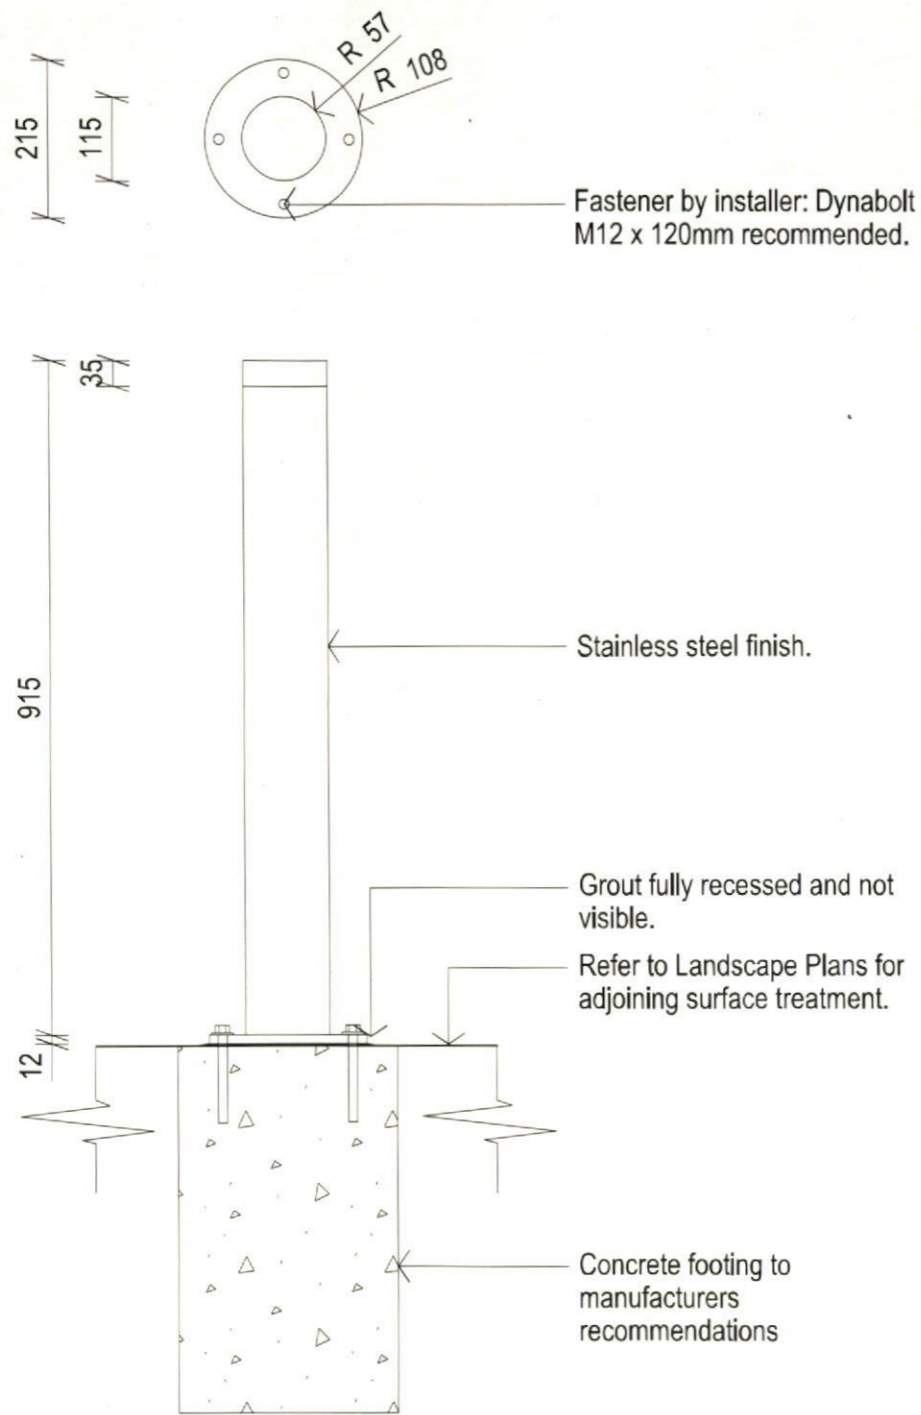 R 57
R 108
215
115
Fastener by installer: Dynabolt
M12 x 120mm recommended.
35
915
Stainless steel finish.
Grout fully recessed and not
visible.
Refer to Landscape Plans for
adjoining surface treatment.
12
Concrete footing to
manufacturers
recommendations